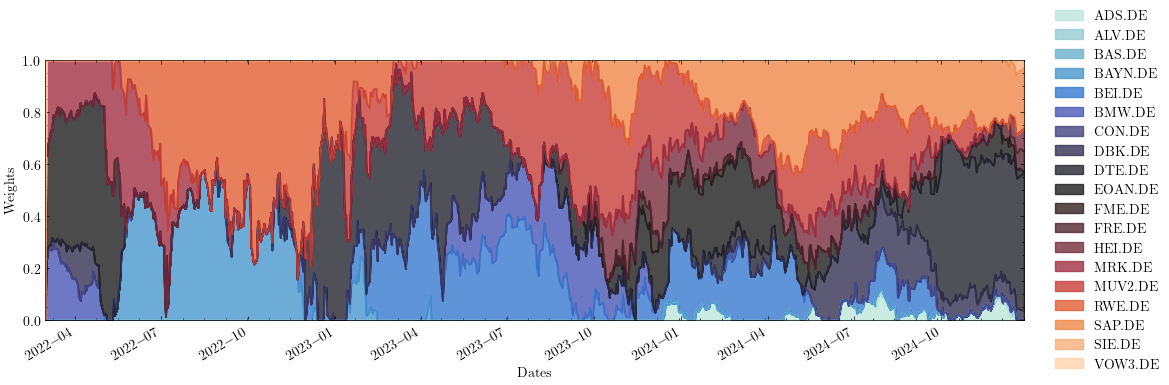 1.0
0.8
0.6
0.4
0.2
0.0
Weights
2022-04
2022-07
2022-10
2023-01
2023-04
2023-07
2023-10
2024-01
2024-04
2024-07
2024-10
Dates
ADS.DE
ALV.DE
BAS.DE
BAYN.DE
BEI.DE
BMW.DE
CON.DE
DBK.DE
DTE.DE
EOAN.DE
FME.DE
FRE.DE
HEI.DE
MRK.DE
MUV2.DE
RWE.DE
SAP.DE
SIE.DE
VOW3.DE